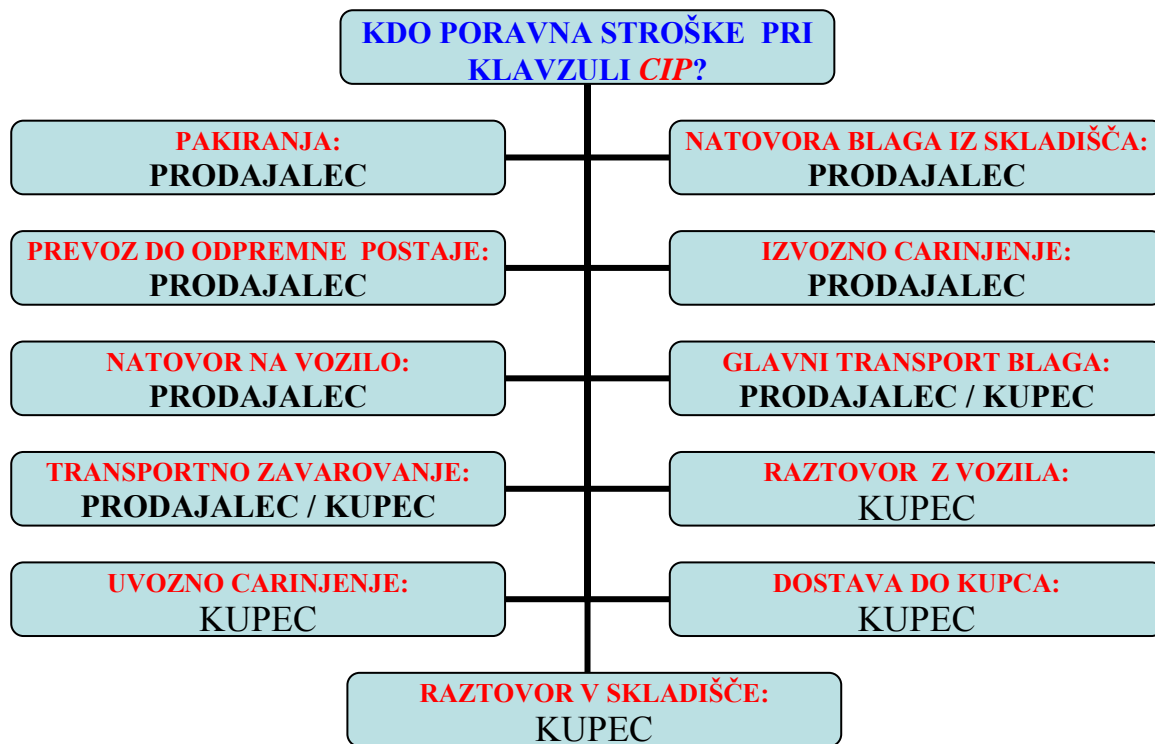 KDO PORAVNA STROŠKE PRI
KLAVZULI CIP?
PAKIRANJA:
PRODAJALEC
NATOVORA BLAGA IZ SKLADIŠČA:
PRODAJALEC
PREVOZ DO ODPREMNE POSTAJE:
PRODAJALEC
IZVOZNO CARINJENJE:
PRODAJALEC
NATOVOR NA VOZILO:
PRODAJALEC
GLAVNI TRANSPORT BLAGA:
PRODAJALEC / KUPEC
TRANSPORTNO ZAVAROVANJE:
PRODAJALEC / KUPEC
RAZTOVOR Z VOZILA:
KUPEC
UVOZNO CARINJENJE:
KUPEC
DOSTAVA DO KUPCA:
KUPEC
RAZTOVOR V SKLADIŠČE:
KUPEC